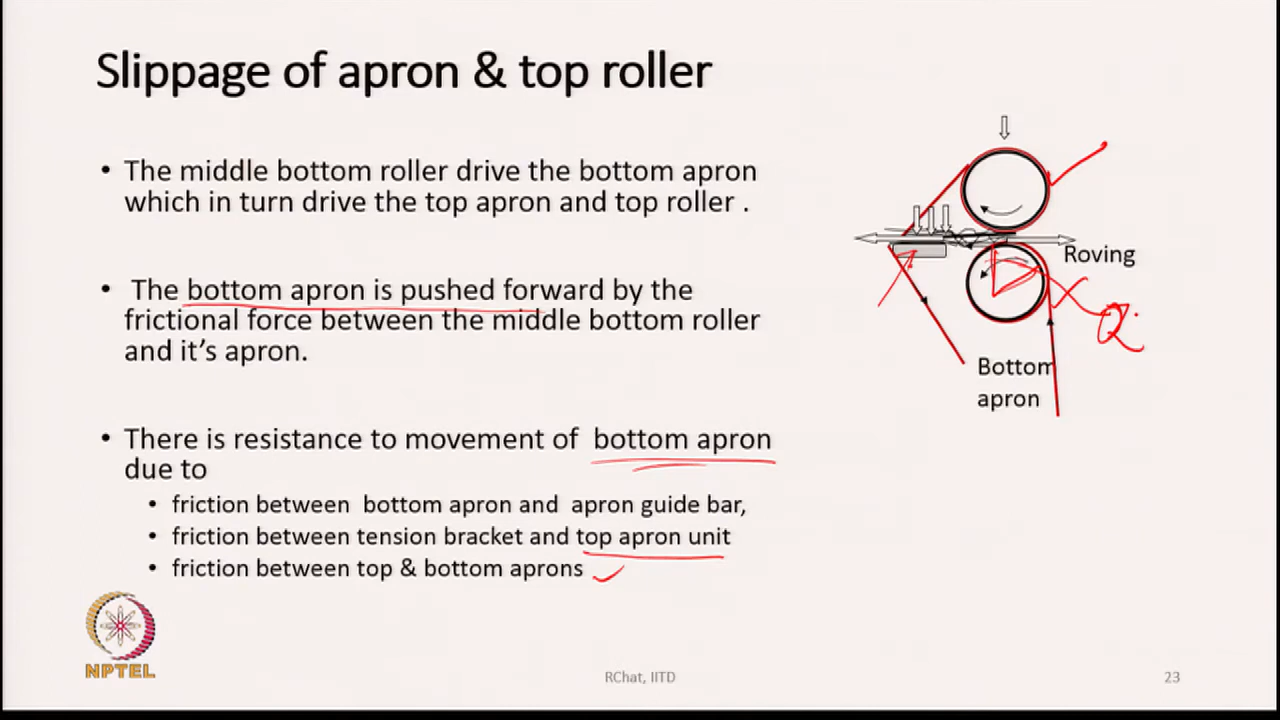 Slippage of apron & top roller
• The middle bottom roller drive the bottom apron
which in turn drive the top apron and top roller .
• The bottom apron is pushed forward by the
frictional force between the middle bottom roller
and it's apron.
• There is resistance to movement of bottom apron
due to
• friction between bottom apron and apron guide bar,
• friction between tension bracket and top apron unit
• friction between top & bottom aprons
Roving
Bottom
apron
NPTEL
RChat, IITD
23